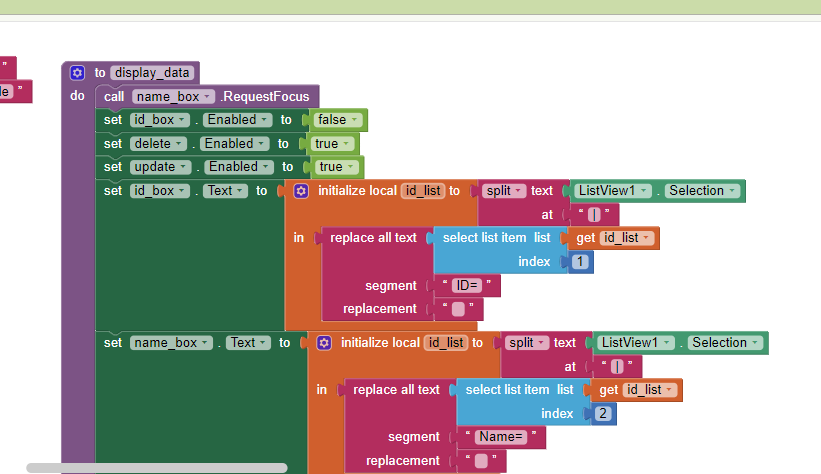 ”
to display_data
le ”
do call name_box .RequestFocus
set id_box . Enabled to false
set delete . Enabled to true
set update . Enabled to true
set id_box . Text to initialize local id_list to split text ListView1 . Selection
at “ | ”
in replace all text select list item list get id_list
index 1
segment “ ID= ”
replacement “ ”
set name_box . Text to initialize local id_list to split text ListView1 . Selection
at “ | ”
in replace all text select list item list get id_list
index 2
segment “ Name= ”
replacement “ ”